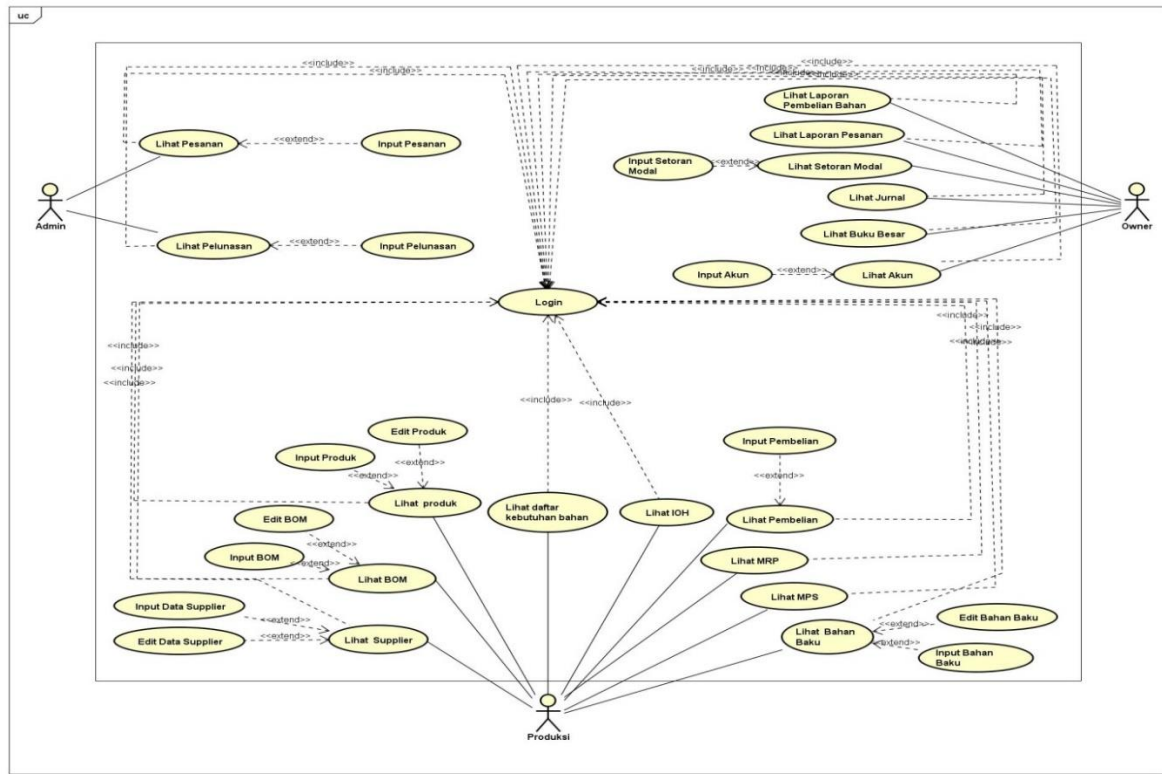 uc
<<include>>
<<include>>
<<include>>
<<include>>
<<include>>
<<include>>
Lihat Laporan
Pembelian Bahan
Lihat Pesanan
<<extend>>
Input Pesanan
Lihat Laporan Pesanan
Input Setoran
Modal
<<extend>>
Lihat Setoran Modal
Lihat Jurnal
Admin
Owner
Lihat Pelunasan
<<extend>>
Input Pelunasan
Lihat Buku Besar
Input Akun
<<extend>>
Lihat Akun
Login
<<include>>
<<include>>
<<include>>
<<include>>
<<include>>
<<include>>
<<include>>
<<include>>
<<include>>
Edit Produk
Input Produk
<<extend>>
<<extend>>
Input Pembelian
<<extend>>
Lihat produk
Lihat daftar
kebutuhan bahan
Lihat IOH
Lihat Pembelian
Edit BOM
<<extend>>
Input BOM
<<extend>>
Lihat BOM
Lihat MRP
Lihat MPS
Input Data Supplier
<<extend>>
Edit Data Supplier
<<extend>>
Lihat Supplier
Lihat Bahan
Baku
<<extend>>
Edit Bahan Baku
<<extend>>
Input Bahan
Baku
Produksi